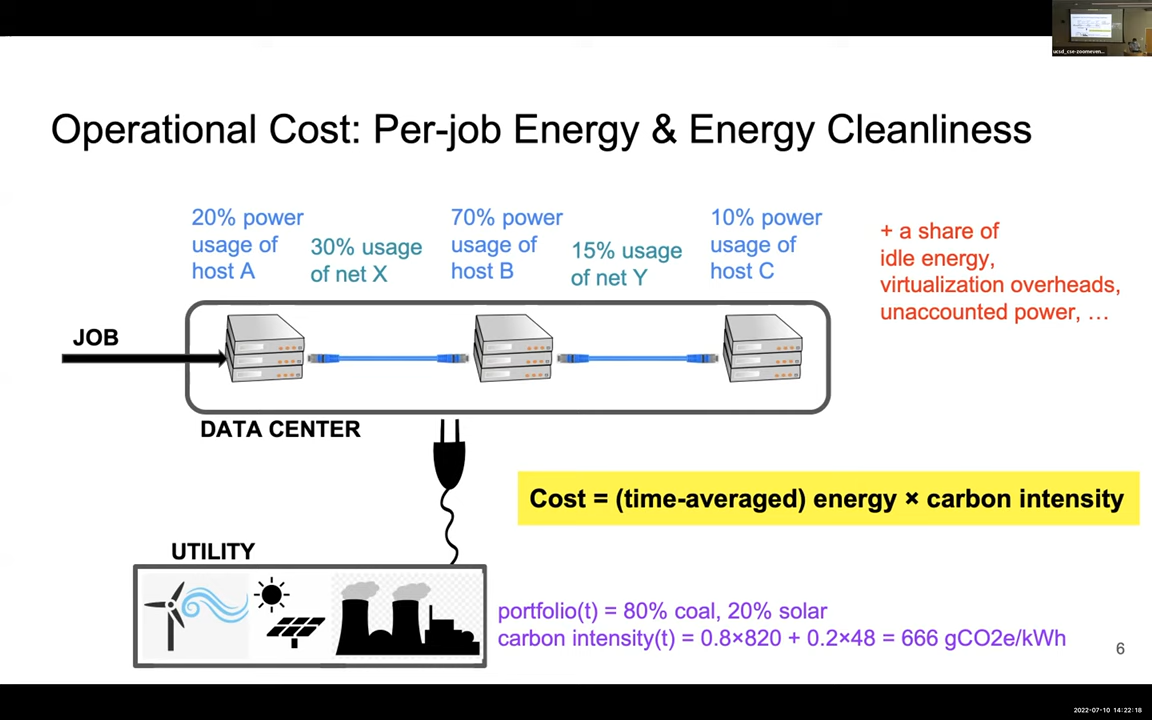 ucsd_cse-zoomeven...
Operational Cost: Per-job Energy & Energy Cleanliness
20% power
usage of
host A
30% usage
of net X
70% power
usage of
host B
15% usage
of net Y
10% power
usage of
host C
+ a share of
idle energy,
virtualization overheads,
unaccounted power, …
JOB
DATA CENTER
Cost = (time-averaged) energy × carbon intensity
UTILITY
portfolio(t) = 80% coal, 20% solar
carbon intensity(t) = 0.8×820 + 0.2×48 = 666 gCO2e/kWh
6
2022-07-10 14:22:18